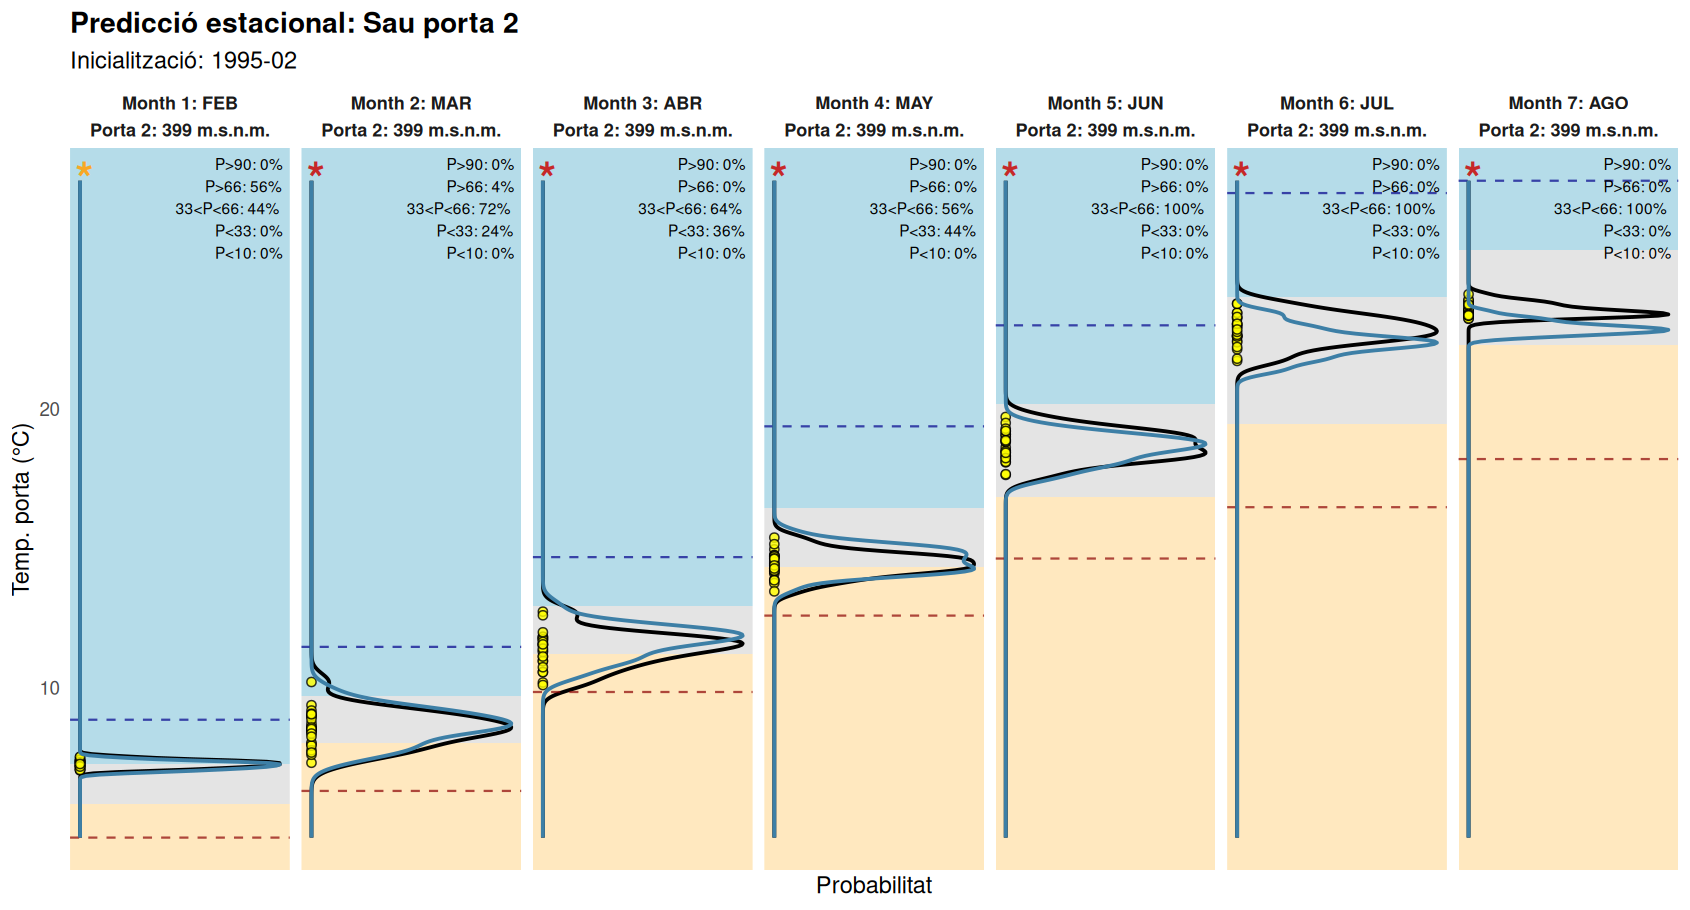 Predicció estacional: Sau porta 2
Inicialització: 1995-02
Month 1: FEB
Porta 2: 399 m.s.n.m.
Month 2: MAR
Porta 2: 399 m.s.n.m.
Month 3: ABR
Porta 2: 399 m.s.n.m.
Month 4: MAY
Porta 2: 399 m.s.n.m.
Month 5: JUN
Porta 2: 399 m.s.n.m.
Month 6: JUL
Porta 2: 399 m.s.n.m.
Month 7: AGO
Porta 2: 399 m.s.n.m.
*
P>90: 0%
P>66: 56%
33<P<66: 44%
P<33: 0%
P<10: 0%
*
P>90: 0%
P>66: 4%
33<P<66: 72%
P<33: 24%
P<10: 0%
*
P>90: 0%
P>66: 0%
33<P<66: 64%
P<33: 36%
P<10: 0%
*
P>90: 0%
P>66: 0%
33<P<66: 56%
P<33: 44%
P<10: 0%
*
P>90: 0%
P>66: 0%
33<P<66: 100%
P<33: 0%
P<10: 0%
*
P>90: 0%
P>66: 0%
33<P<66: 100%
P<33: 0%
P<10: 0%
*
P>90: 0%
P>66: 0%
33<P<66: 100%
P<33: 0%
P<10: 0%
20
10
Temp. porta (°C)
Probabilitat